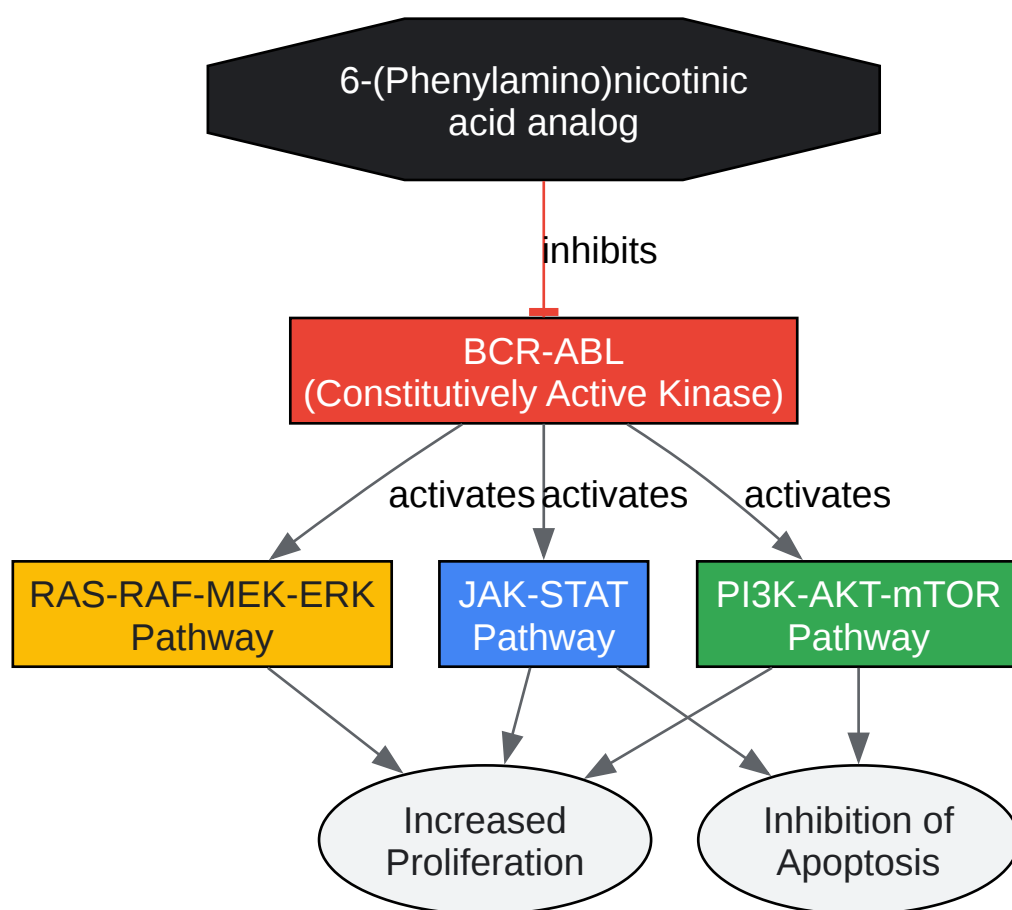 6-(Phenylamino)nicotinic
acid analog
inhibits
BCR-ABL
(Constitutively Active Kinase)
activates
activates
activates
RAS-RAF-MEK-ERK
Pathway
JAK-STAT
Pathway
PI3K-AKT-mTOR
Pathway
Increased
Proliferation
Inhibition of
Apoptosis